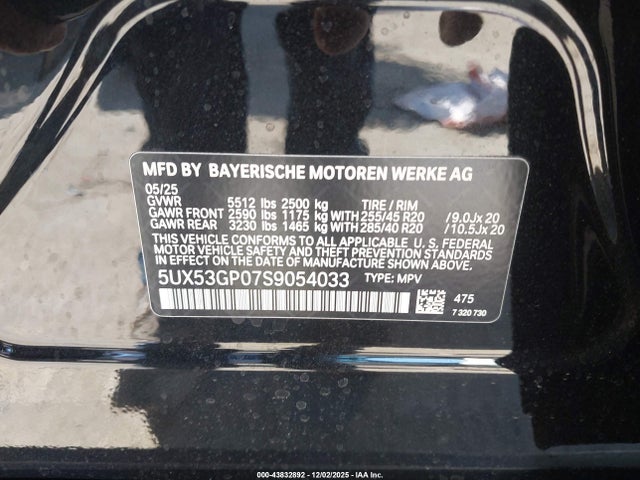 MFD BY BAYERISCHE MOTOREN WERKE AG
05/25
GVWR 5512 lbs 2500 kg TIRE / RIM
GAWR FRONT 2590 lbs 1175 kg WITH 255/45 R20 /9.0Jx 20
GAWR REAR 3230 lbs 1465 kg WITH 285/40 R20 /10.5Jx 20
THIS VEHICLE CONFORMS TO ALL APPLICABLE U. S. FEDERAL
MOTOR VEHICLE SAFETY, BUMPER, AND THEFT PREVENTION
STANDARDS IN EFFECT ON THE DATE OF MANUFACTURE SHOWN ABOVE.
5UX53GP07S9054033 TYPE: MPV
475
7 320 730
000-43832892 - 12/02/2025 - IAA Inc.